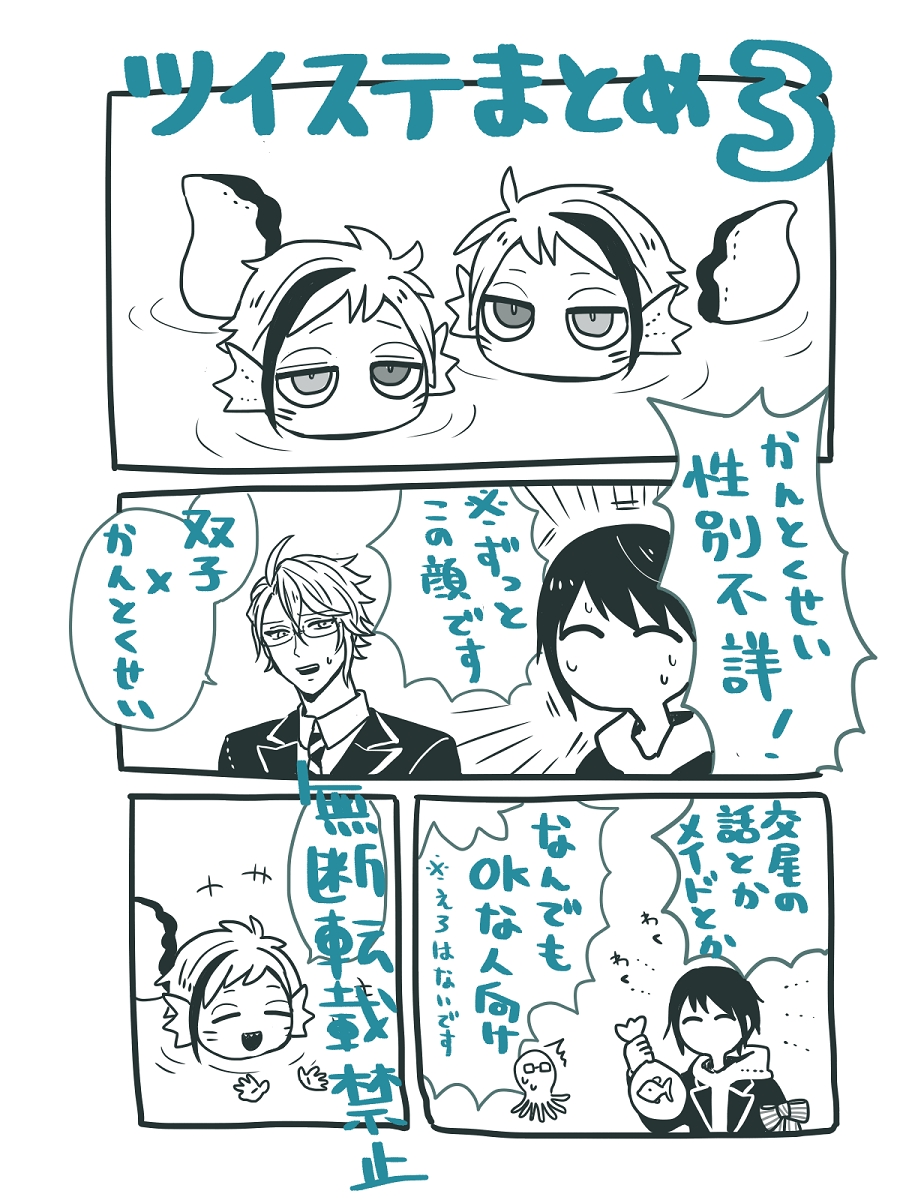 ツイステまとめ3
かんとくせい
性別不詳!
※ずっと
この顔です
双子
×
かんとくせい
交尾の
話とか
メイドとか
わく
わく…
なんでも
OKな人向け
※えろはないです
無断転載禁止